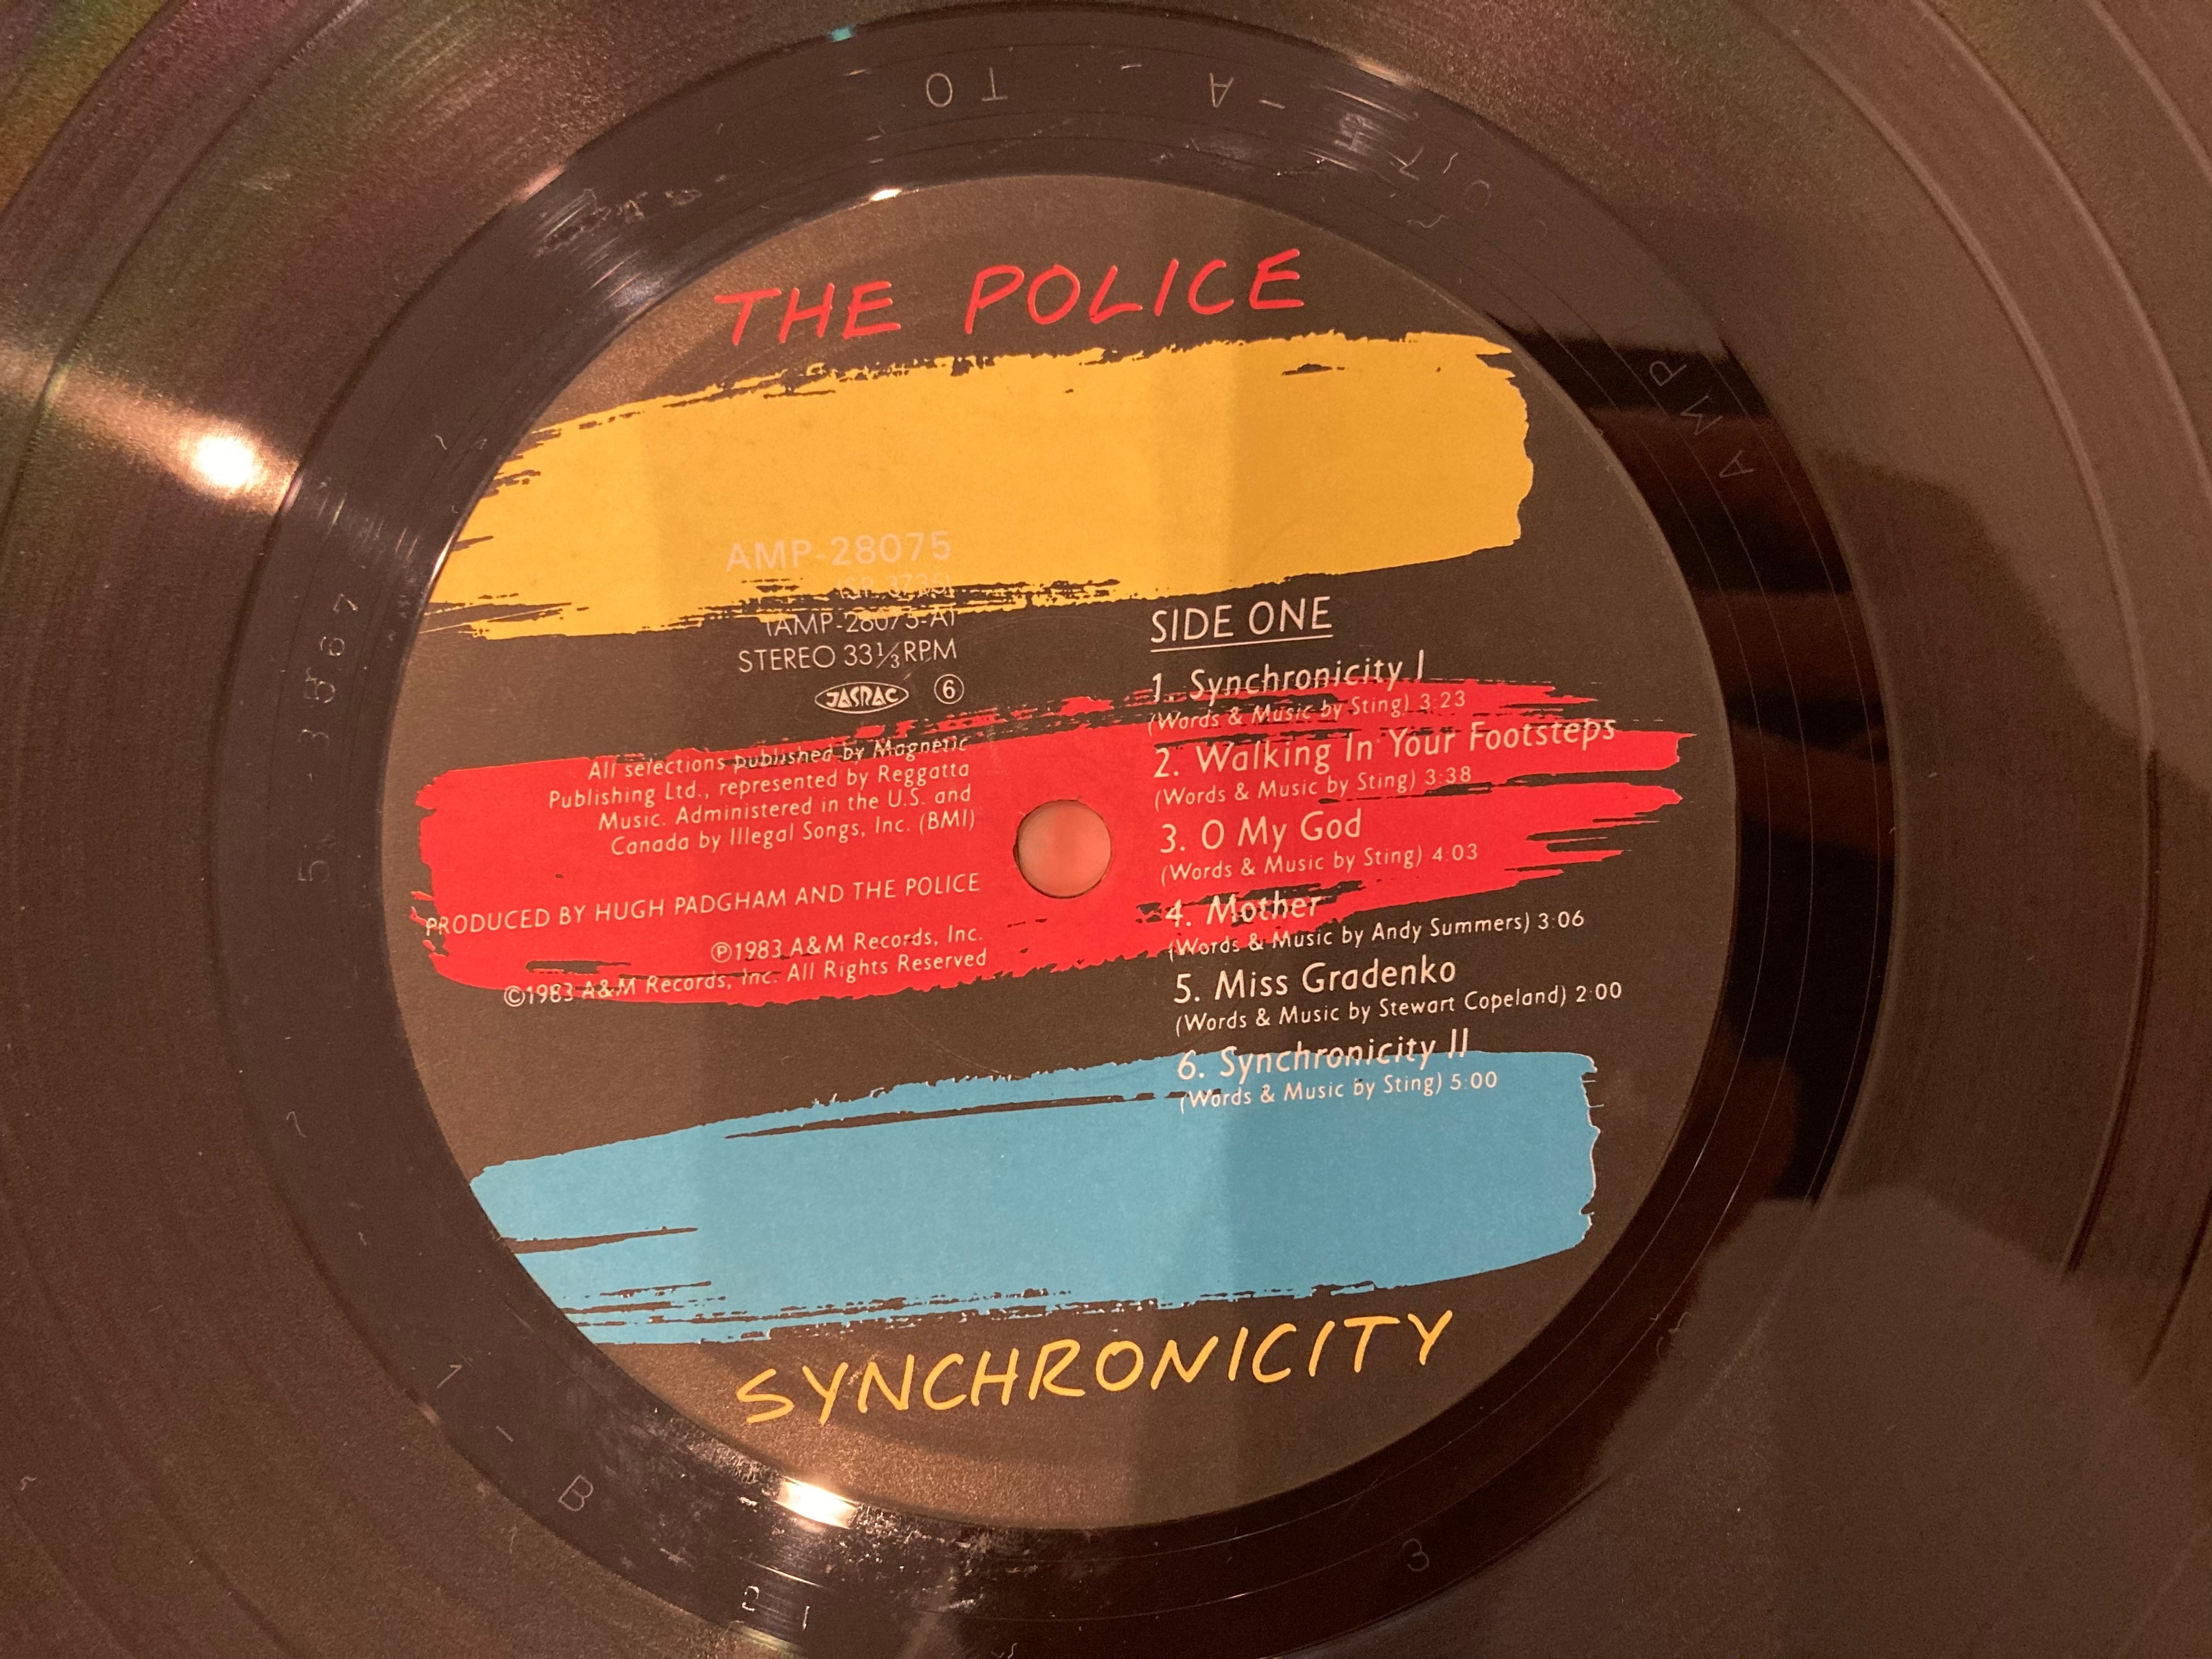 THE POLICE
AMP-28075
(SP-3735)
(AMP-28075-A)
STEREO 33⅓RPM
JASRAC ⑥
All selections published by Magnetic
Publishing Ltd., represented by Reggatta
Music. Administered in the U.S. and
Canada by Illegal Songs, Inc. (BMI)
PRODUCED BY HUGH PADGHAM AND THE POLICE
℗1983 A&M Records, Inc.
©1983 A&M Records, Inc. All Rights Reserved
SIDE ONE
1. Synchronicity I
(Words & Music by Sting) 3:23
2. Walking In Your Footsteps
(Words & Music by Sting) 3:38
3. O My God
(Words & Music by Sting) 4:03
4. Mother
(Words & Music by Andy Summers) 3:06
5. Miss Gradenko
(Words & Music by Stewart Copeland) 2:00
6. Synchronicity II
(Words & Music by Sting) 5:00
SYNCHRONICITY
AMP
A - TO
1-B
21
3